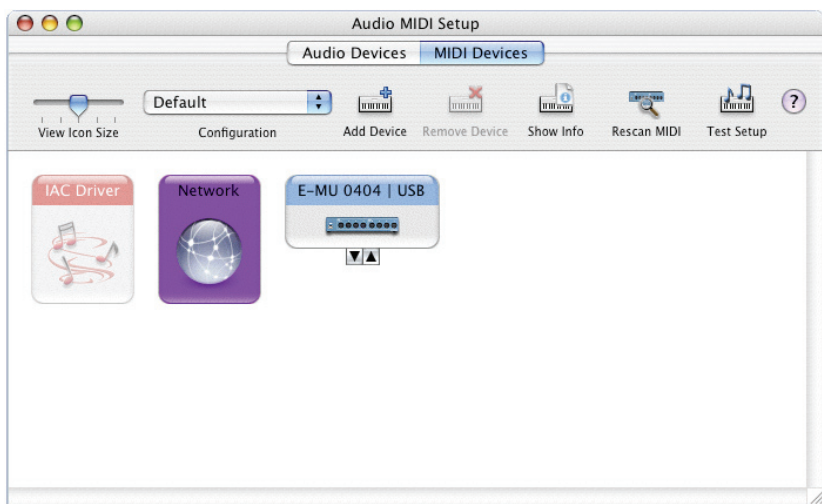 Audio MIDI Setup
Audio Devices MIDI Devices
Default
View Icon Size Configuration Add Device Remove Device Show Info Rescan MIDI Test Setup ?
IAC Driver Network E-MU 0404 | USB